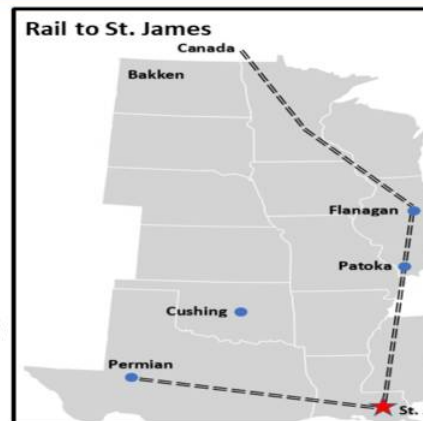 Rail to St. James
Canada
Bakken
Flanagan
Patoka
Cushing
Permian
St.